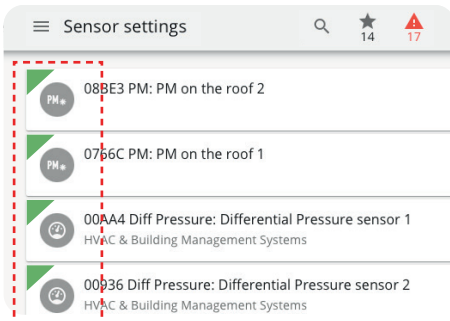 Sensor settings
14
17
PM
08BE3 PM: PM on the roof 2
PM
0766C PM: PM on the roof 1
00AA4 Diff Pressure: Differential Pressure sensor 1
HVAC & Building Management Systems
00936 Diff Pressure: Differential Pressure sensor 2
HVAC & Building Management Systems